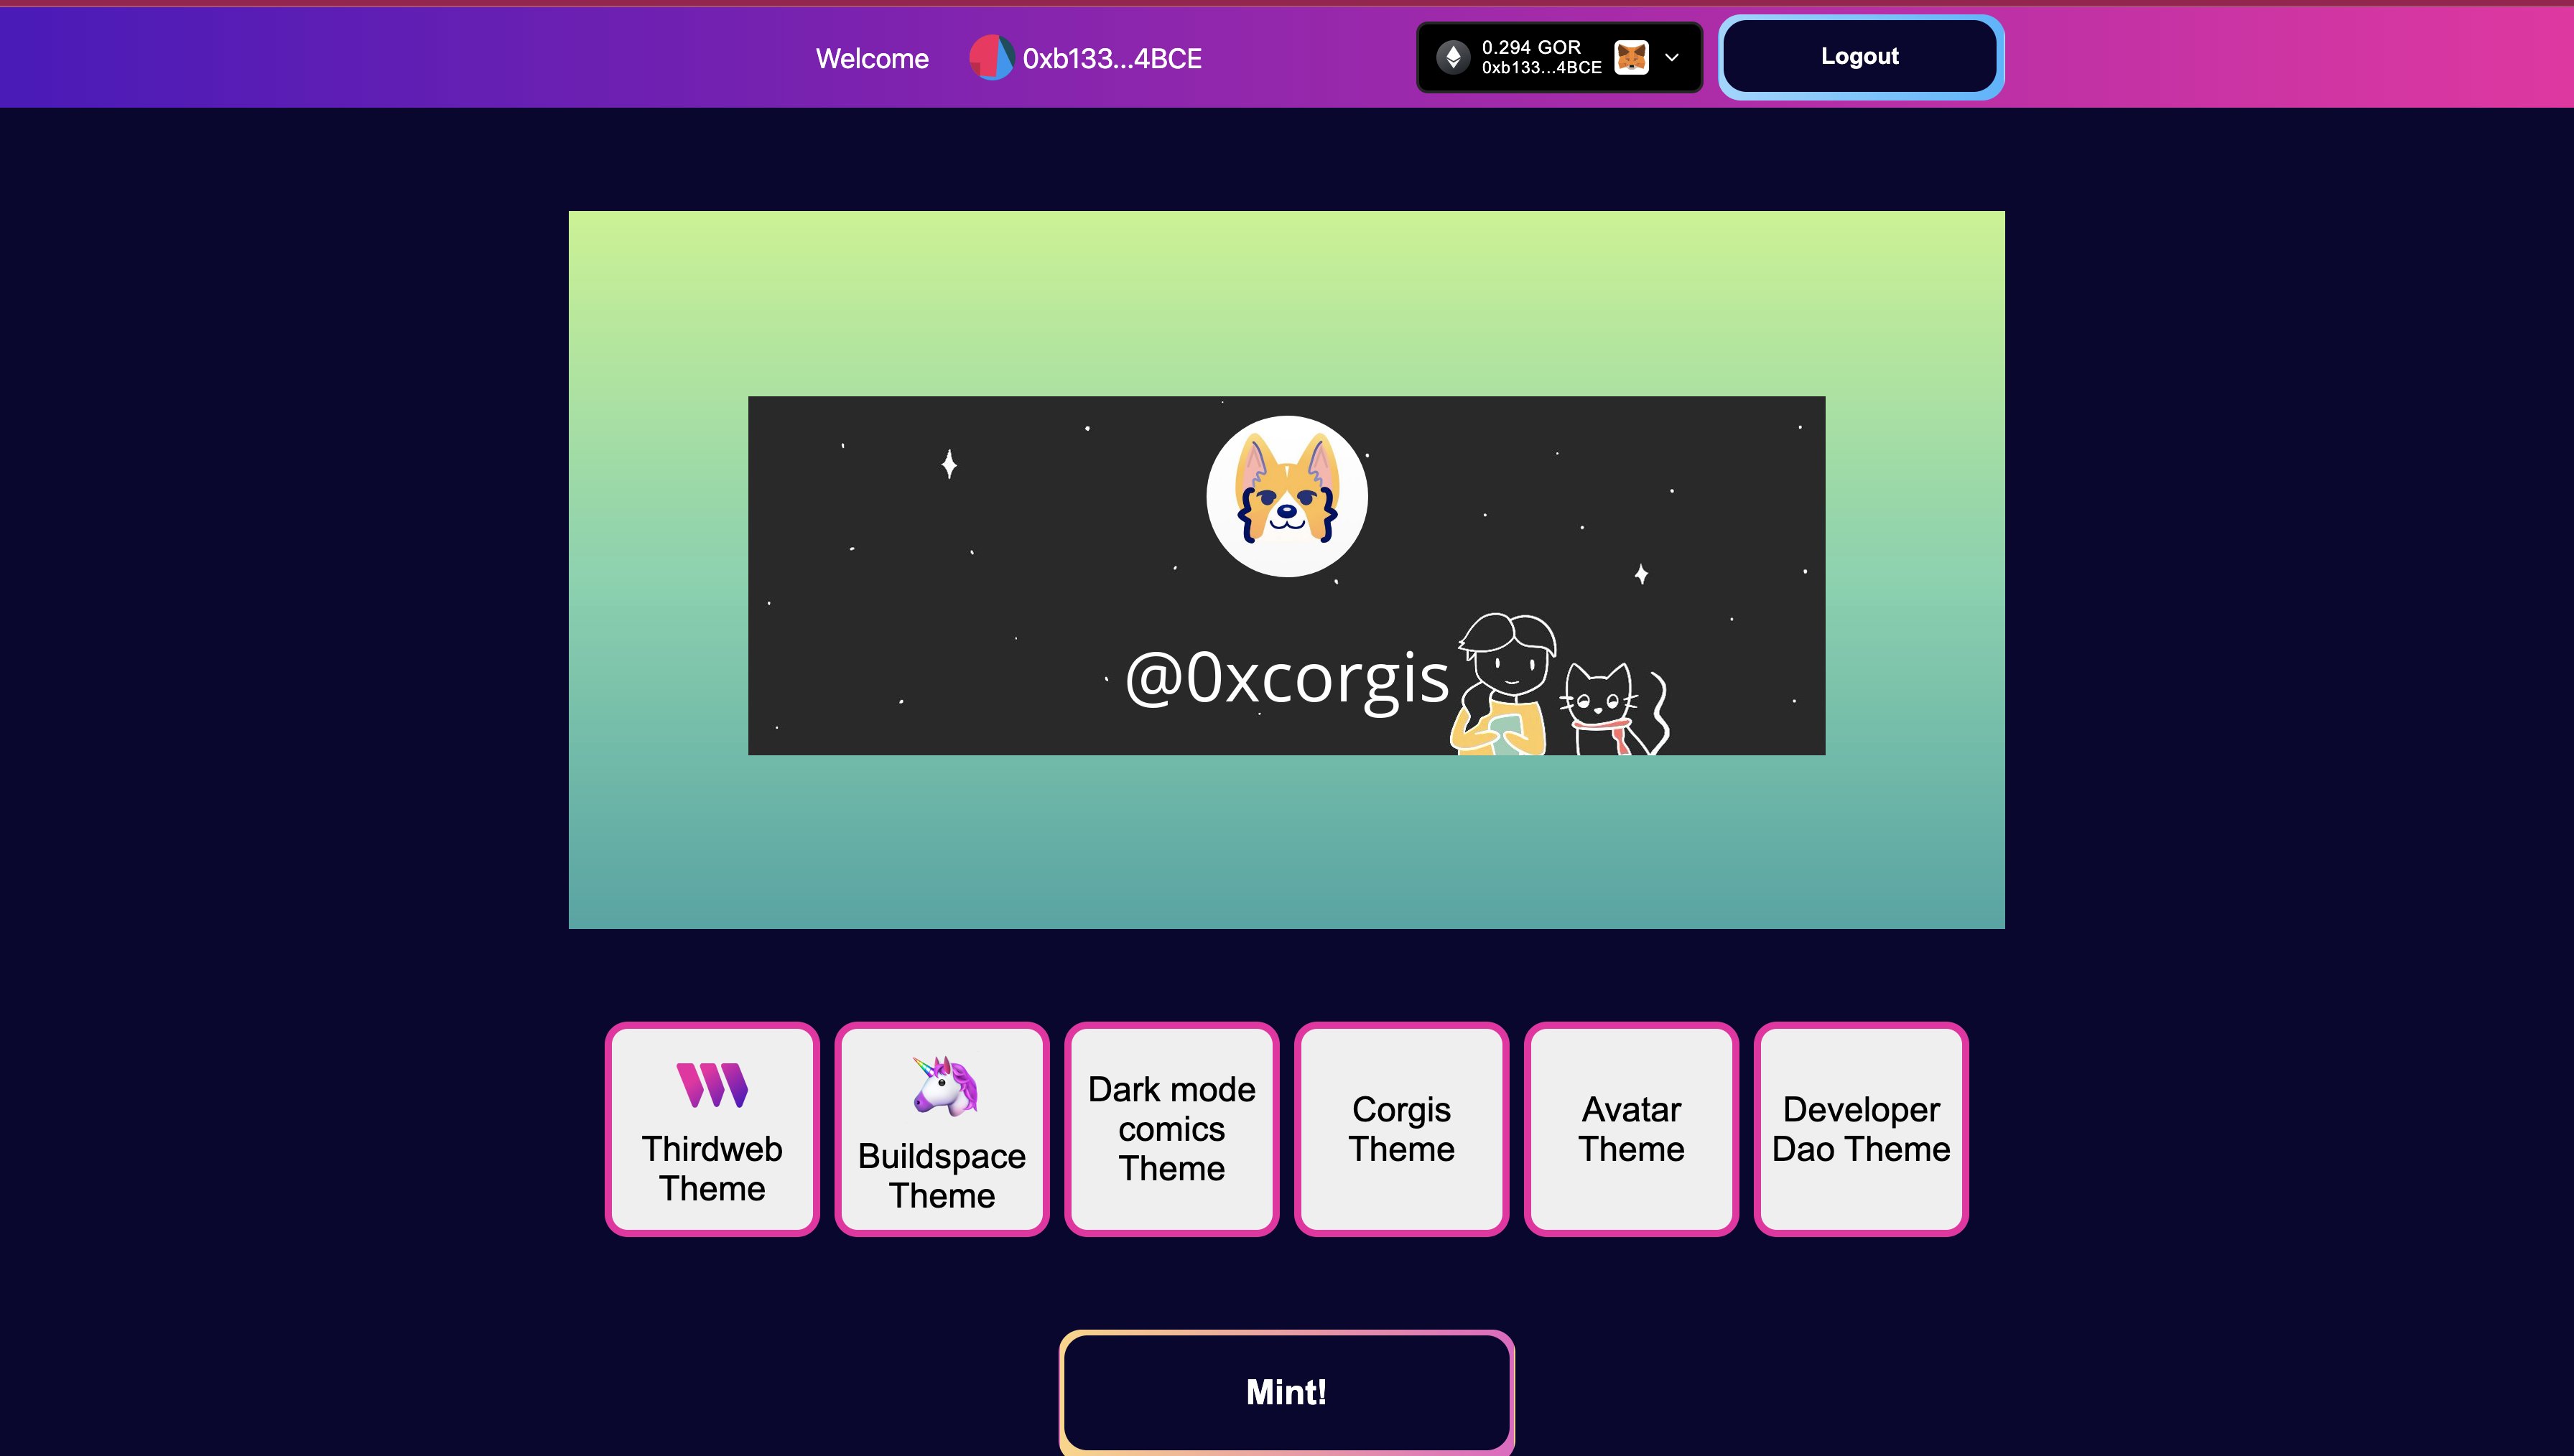 Welcome
0xb133...4BCE
0.294 GOR
0xb133...4BCE
Logout
@0xcorgis
Thirdweb
Theme
Buildspace
Theme
Dark mode
comics
Theme
Corgis
Theme
Avatar
Theme
Developer
Dao Theme
Mint!